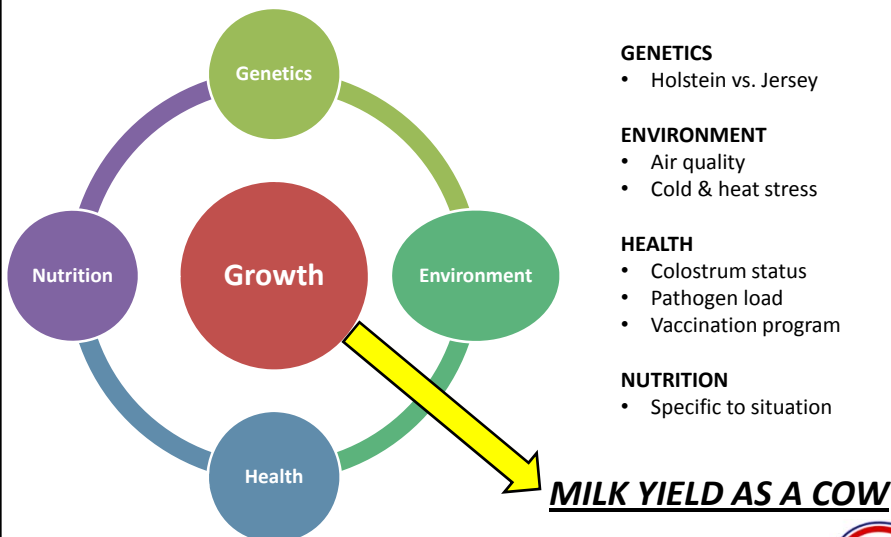 Genetics
Nutrition
Growth
Environment
Health
GENETICS
• Holstein vs. Jersey
ENVIRONMENT
• Air quality
• Cold & heat stress
HEALTH
• Colostrum status
• Pathogen load
• Vaccination program
NUTRITION
• Specific to situation
MILK YIELD AS A COW